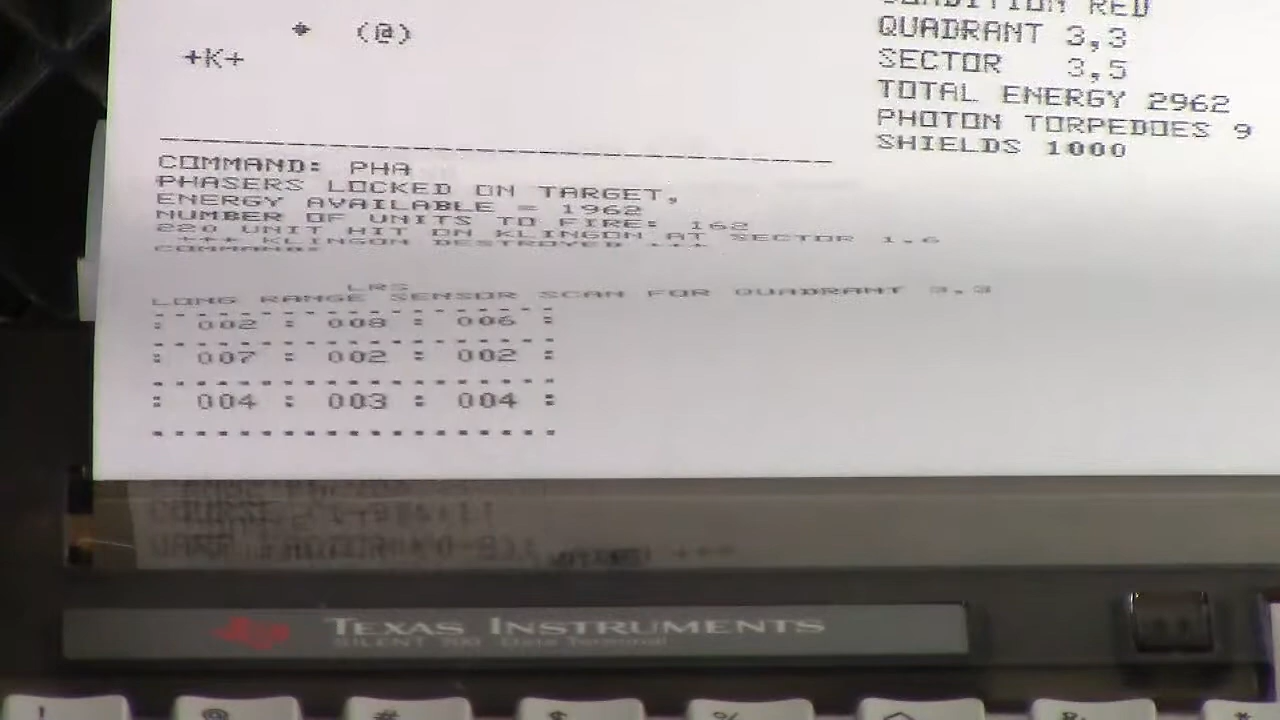 * (@)
+K+
CONDITION RED
QUADRANT 3,3
SECTOR 3,5
TOTAL ENERGY 2962
PHOTON TORPEDOES 9
SHIELDS 1000
---------------------------------
COMMAND: PHA
PHASERS LOCKED ON TARGET,
ENERGY AVAILABLE = 1962
NUMBER OF UNITS TO FIRE: 162
220 UNIT HIT ON KLINGON AT SECTOR 1,6
*** KLINGON DESTROYED ***
COMMAND:
LRS
LONG RANGE SENSOR SCAN FOR QUADRANT 3,3
-------------------
: 002 : 008 : 006 :
-------------------
: 007 : 002 : 002 :
-------------------
: 004 : 003 : 004 :
-------------------
TEXAS INSTRUMENTS
SILENT 700 Data Terminal
! @ # $ % ^ & *